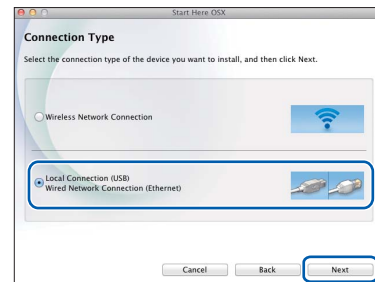 Start Here OSX
Connection Type
Select the connection type of the device you want to install, and then click Next.
Wireless Network Connection
Local Connection (USB)
Wired Network Connection (Ethernet)
Cancel
Back
Next